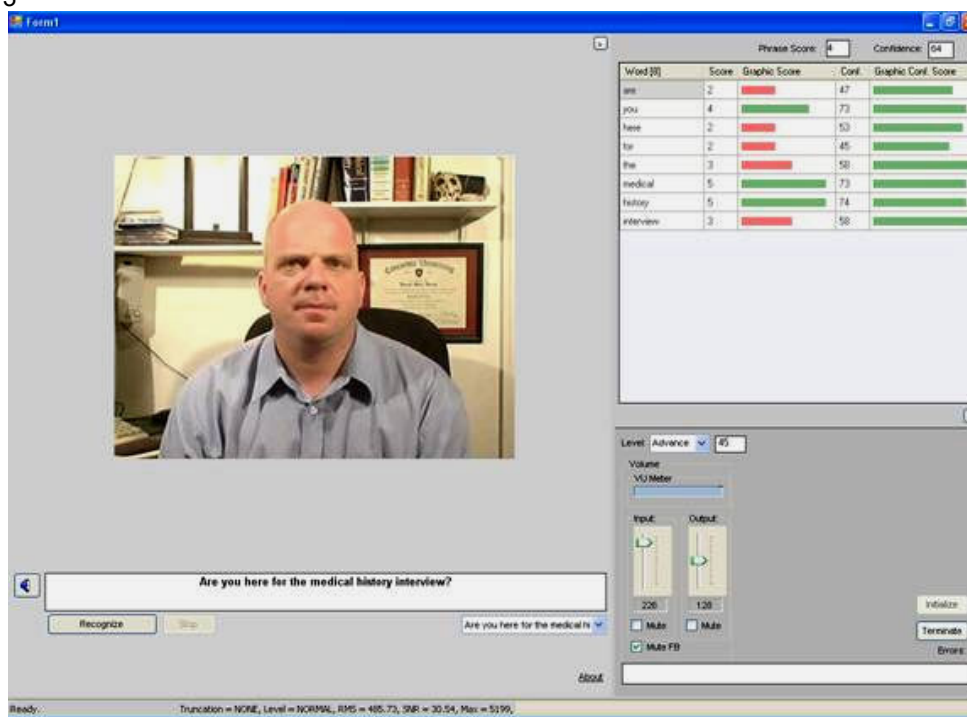 Form1
Phrase Score: 4 Confidence: 64
Word [8] Score Graphic Score Conf. Graphic Conf. Score
are 2 47
you 4 73
here 2 53
for 2 45
the 3 58
medical 5 73
history 5 74
interview 3 58
Level: Advance 45
Volume
VU Meter
Input: Output:
226 128
Mute Mute
Mute FB
Initialize
Terminate
Errors:
Are you here for the medical history interview?
Recognize Stop Are you here for the medical hi
About
Ready. Truncation = NONE, Level = NORMAL, RMS = 485.73, SNR = 30.54, Max = 5199,